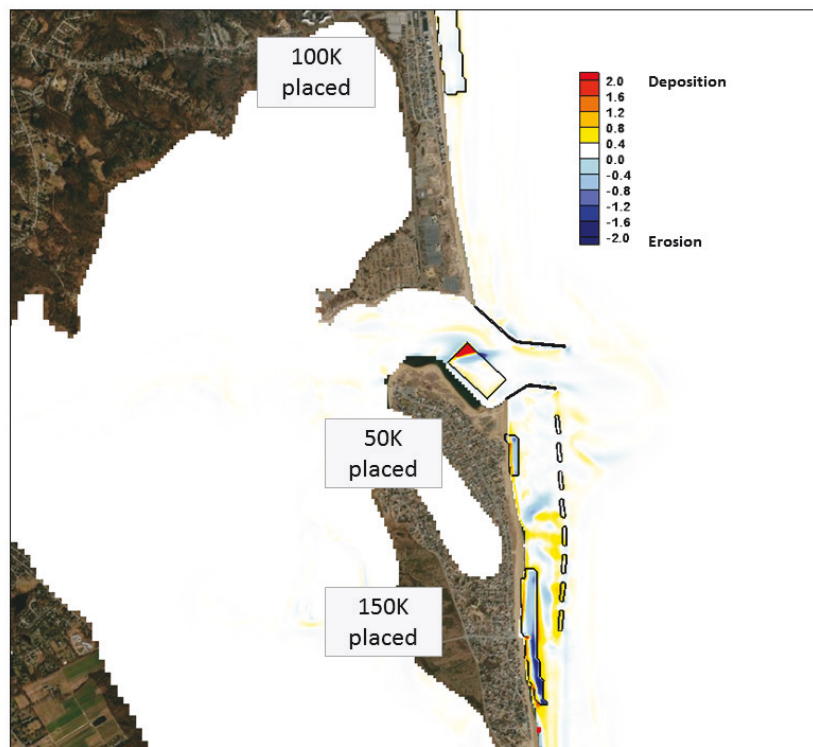 100K
placed
2.0
1.6
1.2
0.8
0.4
0.0
-0.4
-0.8
-1.2
-1.6
-2.0
Deposition
Erosion
50K
placed
150K
placed